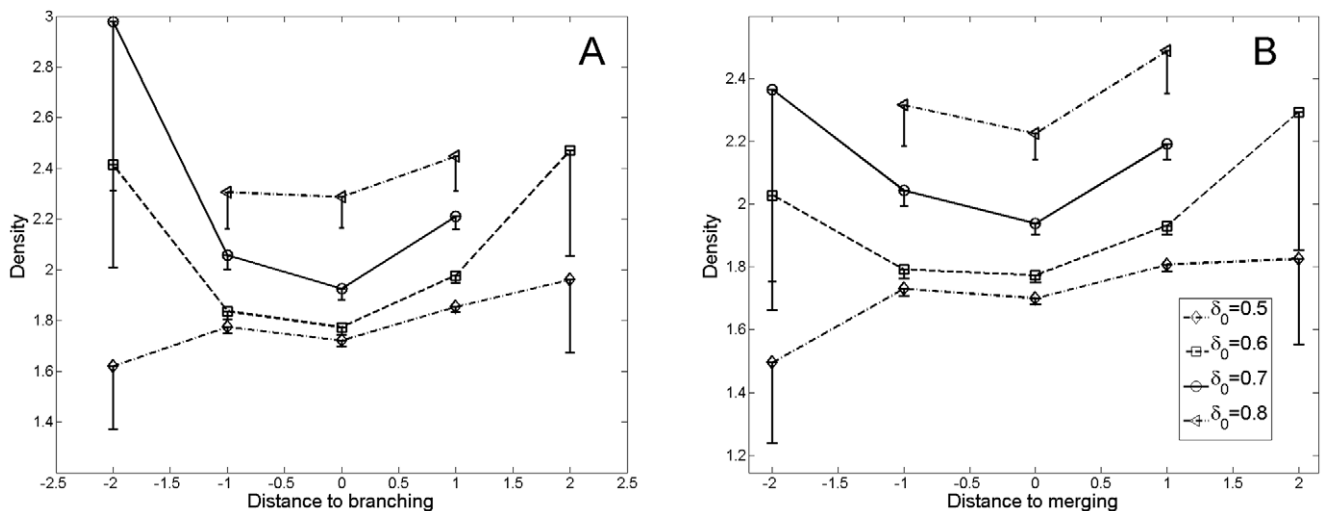 A
3
2.8
2.6
2.4
2.2
2
1.8
1.6
1.4
Density
-2.5 -2 -1.5 -1 -0.5 0 0.5 1 1.5 2 2.5
Distance to branching
B
2.4
2.2
2
1.8
1.6
1.4
1.2
Density
δ0=0.5
δ0=0.6
δ0=0.7
δ0=0.8
-2 -1.5 -1 -0.5 0 0.5 1 1.5 2
Distance to merging